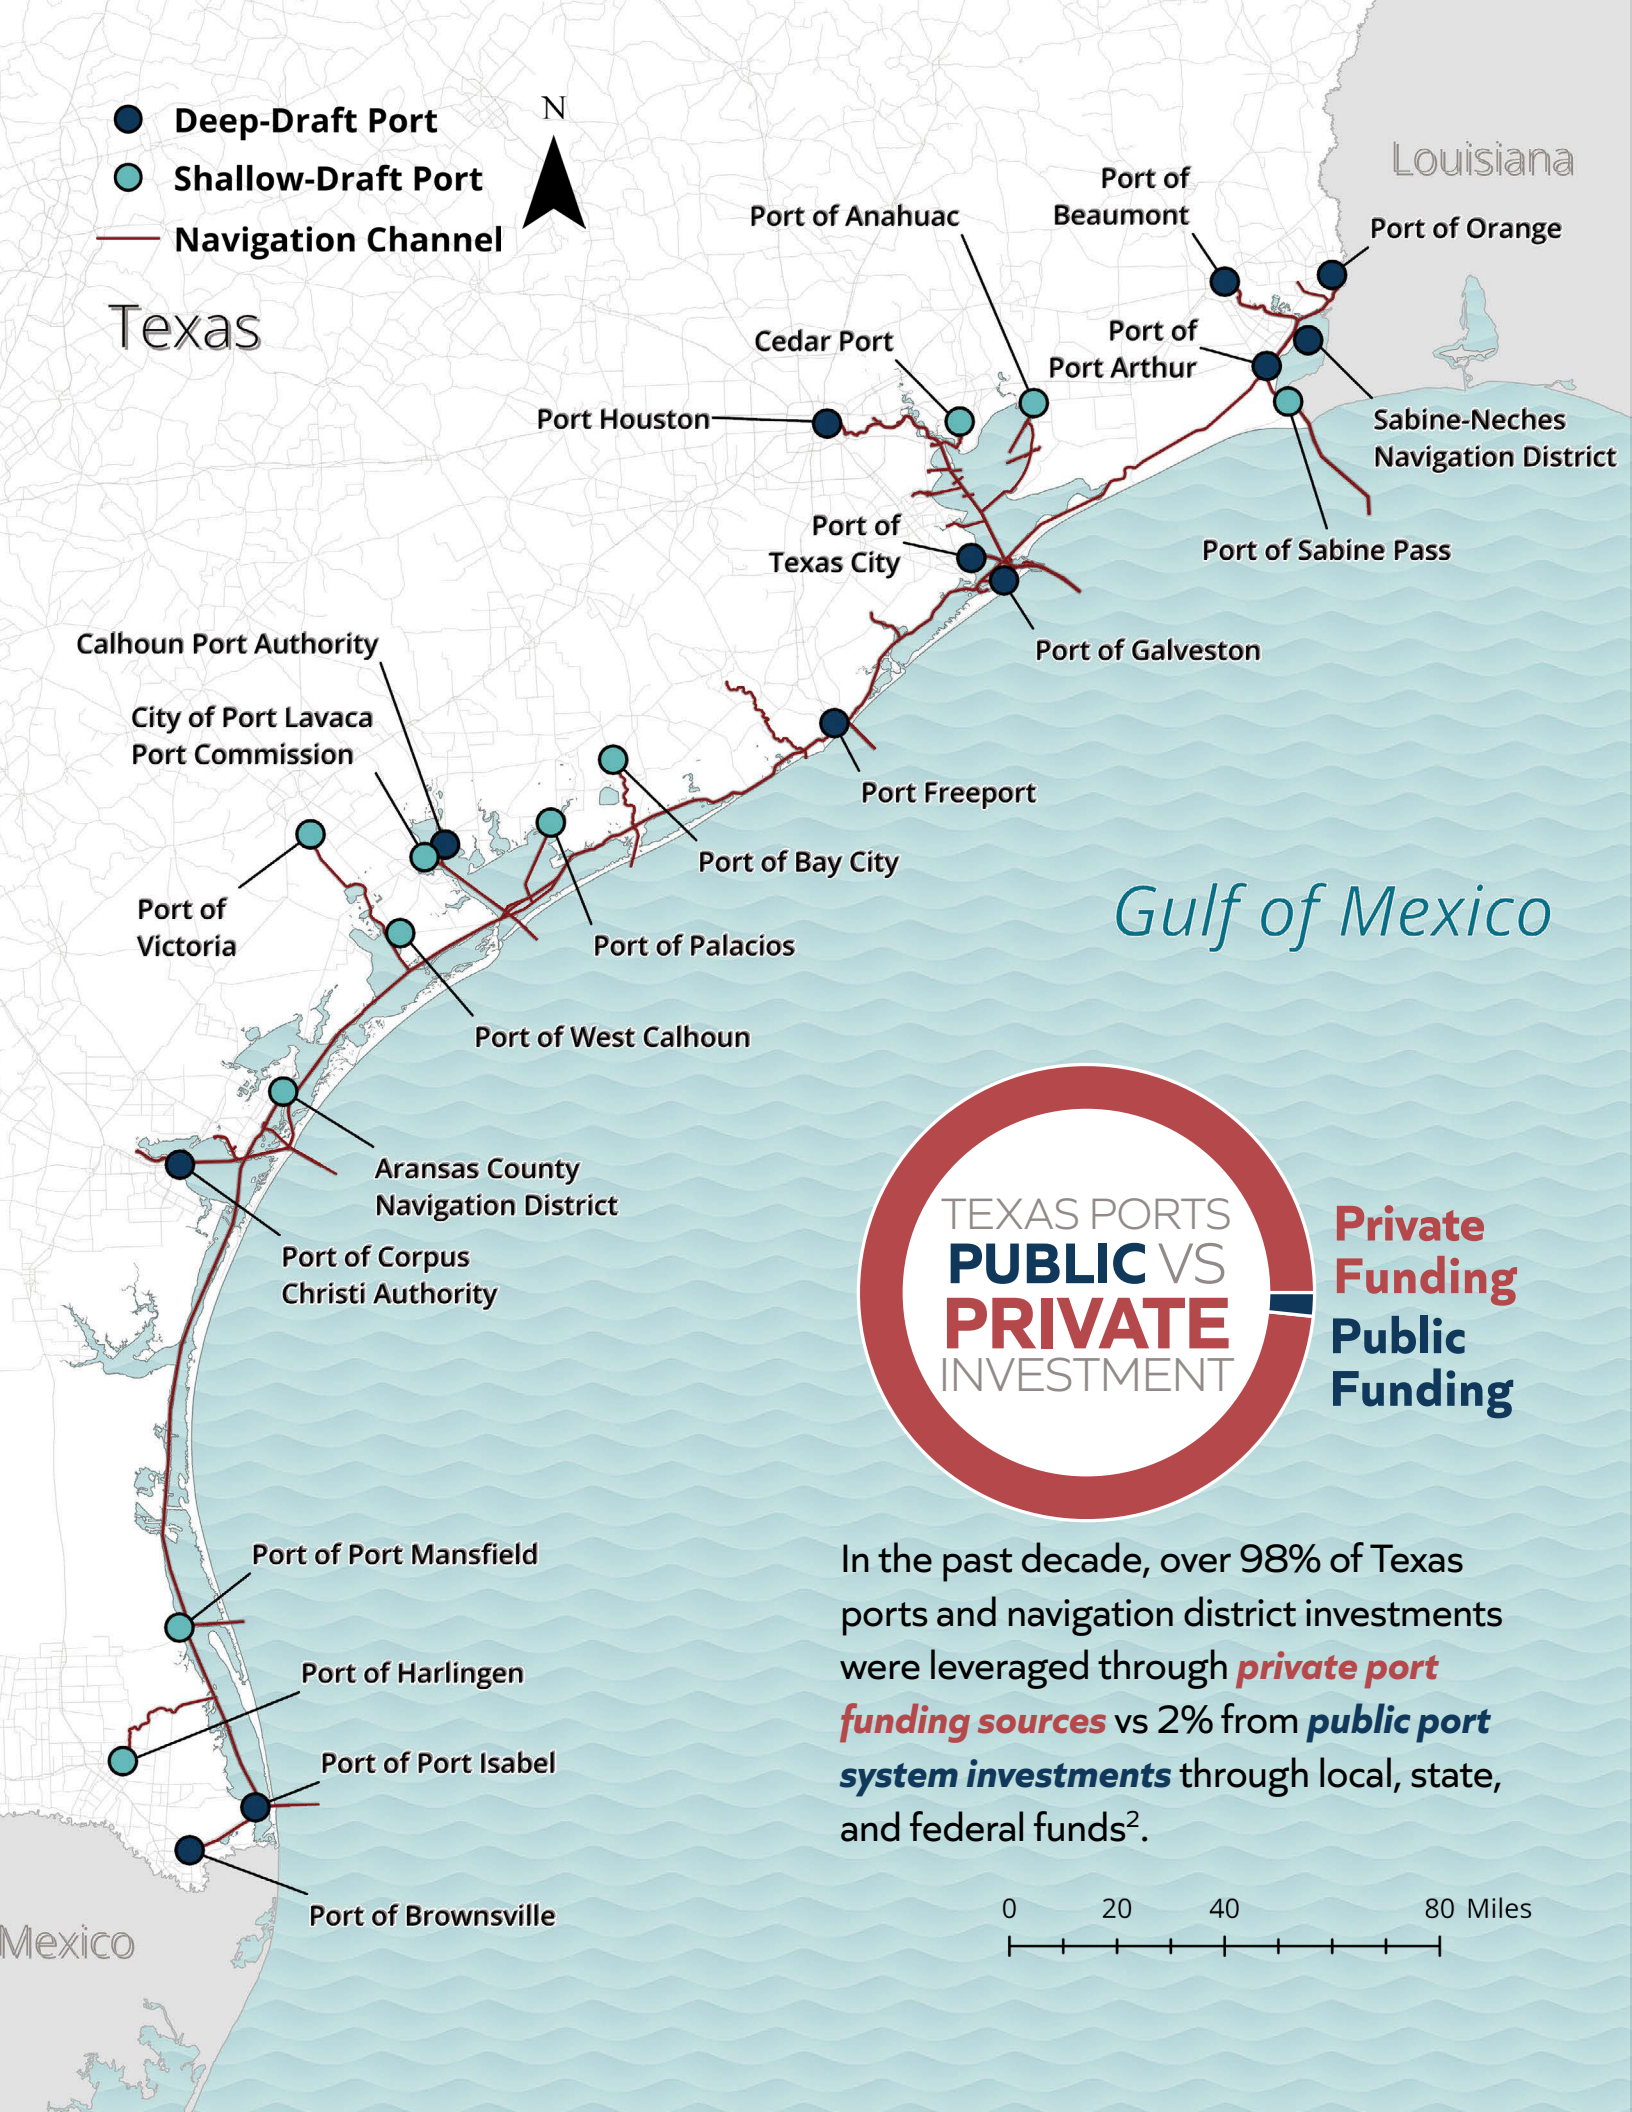 Deep-Draft Port
Shallow-Draft Port
Navigation Channel
N
Texas
Louisiana
Port of
Beaumont
Port of Orange
Port of Anahuac
Cedar Port
Port of
Port Arthur
Port Houston
Sabine-Neches
Navigation District
Port of
Texas City
Port of Sabine Pass
Port of Galveston
Calhoun Port Authority
City of Port Lavaca
Port Commission
Port Freeport
Port of Bay City
Port of
Victoria
Port of Palacios
Gulf of Mexico
Port of West Calhoun
Aransas County
Navigation District
Port of Corpus
Christi Authority
TEXAS PORTS
PUBLIC VS
PRIVATE
INVESTMENT
Private
Funding
Public
Funding
Port of Port Mansfield
Port of Harlingen
Port of Port Isabel
Port of Brownsville
Mexico
In the past decade, over 98% of Texas
ports and navigation district investments
were leveraged through private port
funding sources vs 2% from public port
system investments through local, state,
and federal funds².
0 20 40 80 Miles